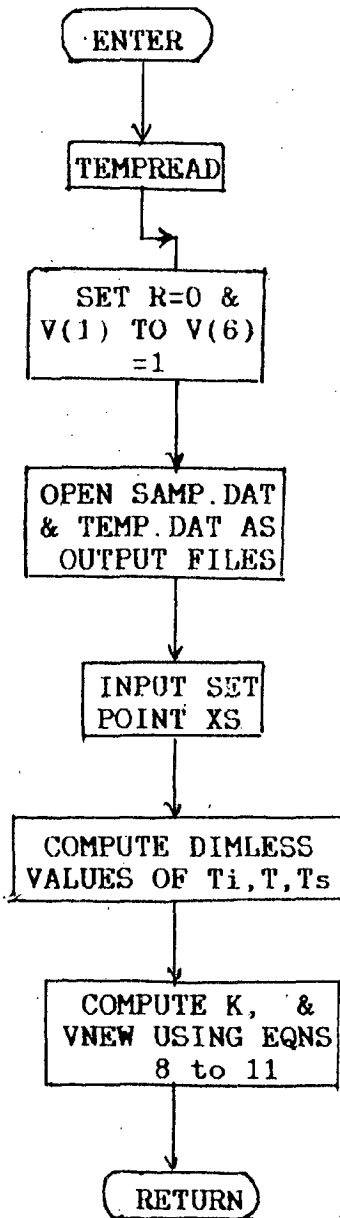 ENTER
TEMPREAD
SET R=0 &
V(1) TO V(6)
=1
OPEN SAMP.DAT
& TEMP.DAT AS
OUTPUT FILES
INPUT SET
POINT XS
COMPUTE DIMLESS
VALUES OF Ti,T,Ts
COMPUTE K, &
VNEW USING EQNS
8 to 11
RETURN